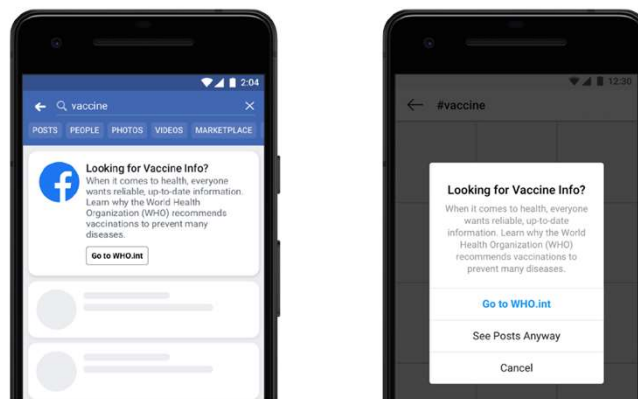 2:04
vaccine
POSTS PEOPLE PHOTOS VIDEOS MARKETPLACE
Looking for Vaccine Info?
When it comes to health, everyone
wants reliable, up-to-date information.
Learn why the World Health
Organization (WHO) recommends
vaccinations to prevent many
diseases.
Go to WHO.int
12:30
#vaccine
Looking for Vaccine Info?
When it comes to health, everyone
wants reliable, up-to-date
information. Learn why the World
Health Organization (WHO)
recommends vaccinations to
prevent many diseases.
Go to WHO.int
See Posts Anyway
Cancel